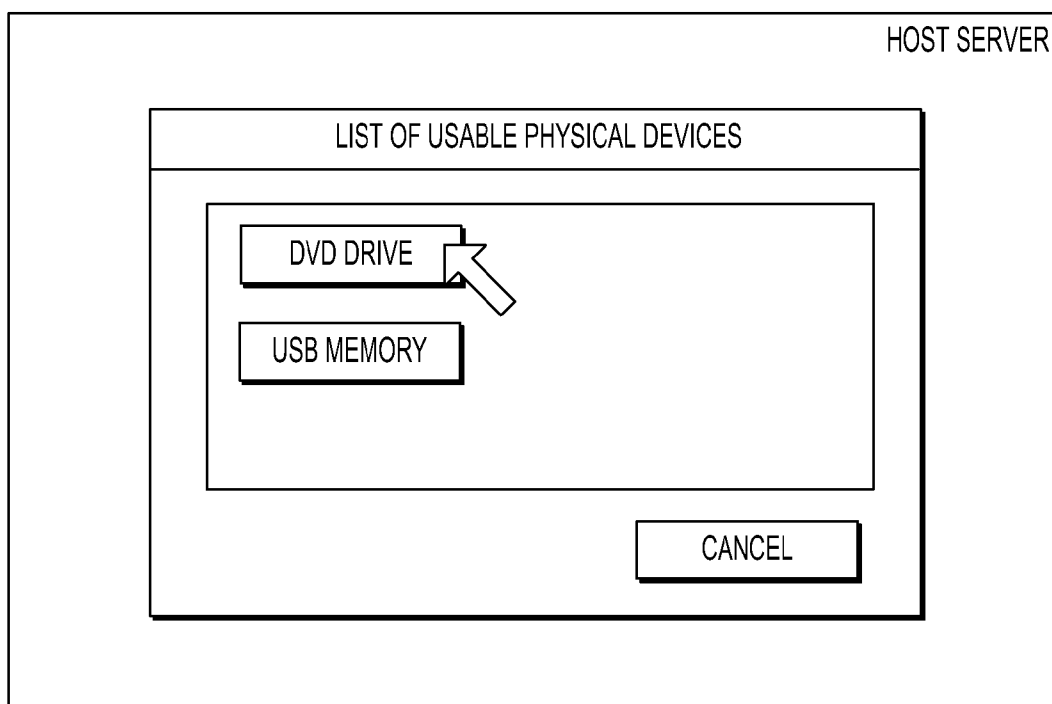 HOST SERVER
LIST OF USABLE PHYSICAL DEVICES
DVD DRIVE
USB MEMORY
CANCEL